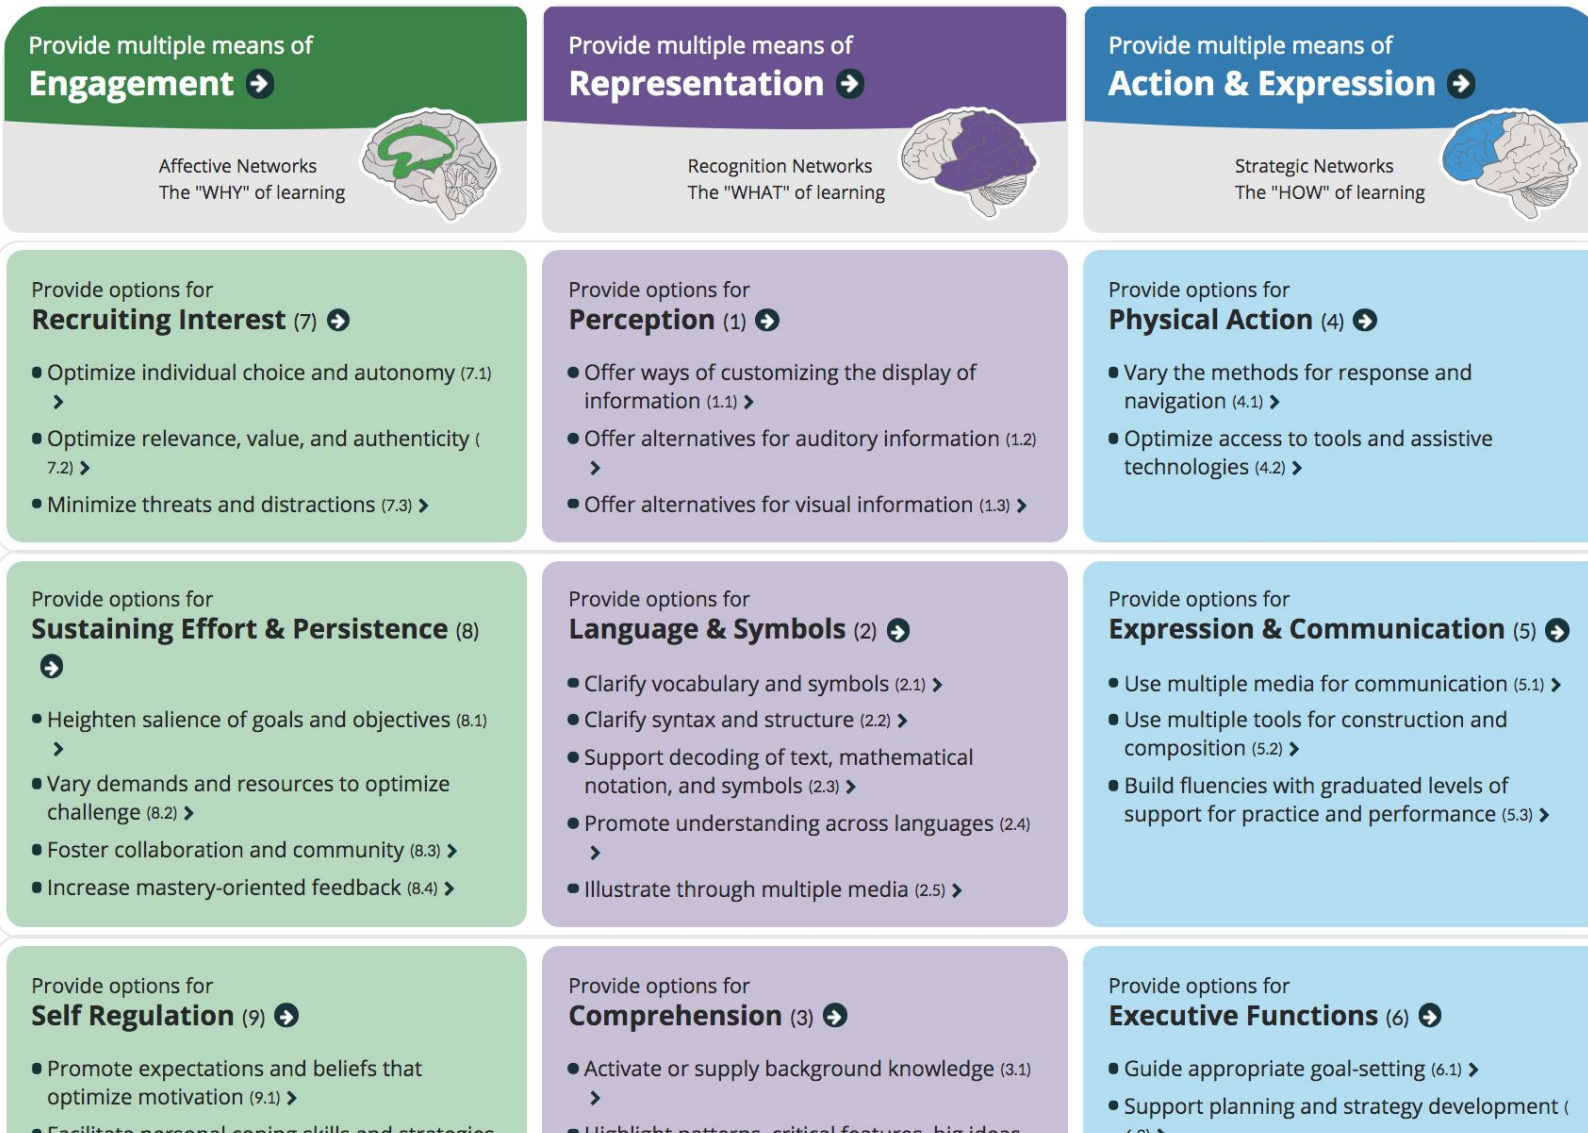 Provide multiple means of
Engagement
Affective Networks
The "WHY" of learning
Provide multiple means of
Representation
Recognition Networks
The "WHAT" of learning
Provide multiple means of
Action & Expression
Strategic Networks
The "HOW" of learning
Provide options for
Recruiting Interest (7)
Optimize individual choice and autonomy (7.1)
Optimize relevance, value, and authenticity (
7.2)
Minimize threats and distractions (7.3)
Provide options for
Perception (1)
Offer ways of customizing the display of
information (1.1)
Offer alternatives for auditory information (1.2)
Offer alternatives for visual information (1.3)
Provide options for
Physical Action (4)
Vary the methods for response and
navigation (4.1)
Optimize access to tools and assistive
technologies (4.2)
Provide options for
Sustaining Effort & Persistence (8)
Heighten salience of goals and objectives (8.1)
Vary demands and resources to optimize
challenge (8.2)
Foster collaboration and community (8.3)
Increase mastery-oriented feedback (8.4)
Provide options for
Language & Symbols (2)
Clarify vocabulary and symbols (2.1)
Clarify syntax and structure (2.2)
Support decoding of text, mathematical
notation, and symbols (2.3)
Promote understanding across languages (2.4)
Illustrate through multiple media (2.5)
Provide options for
Expression & Communication (5)
Use multiple media for communication (5.1)
Use multiple tools for construction and
composition (5.2)
Build fluencies with graduated levels of
support for practice and performance (5.3)
Provide options for
Self Regulation (9)
Promote expectations and beliefs that
optimize motivation (9.1)
Facilitate personal coping skills and strategies
Provide options for
Comprehension (3)
Activate or supply background knowledge (3.1)
Highlight patterns, critical features, big ideas,
Provide options for
Executive Functions (6)
Guide appropriate goal-setting (6.1)
Support planning and strategy development (